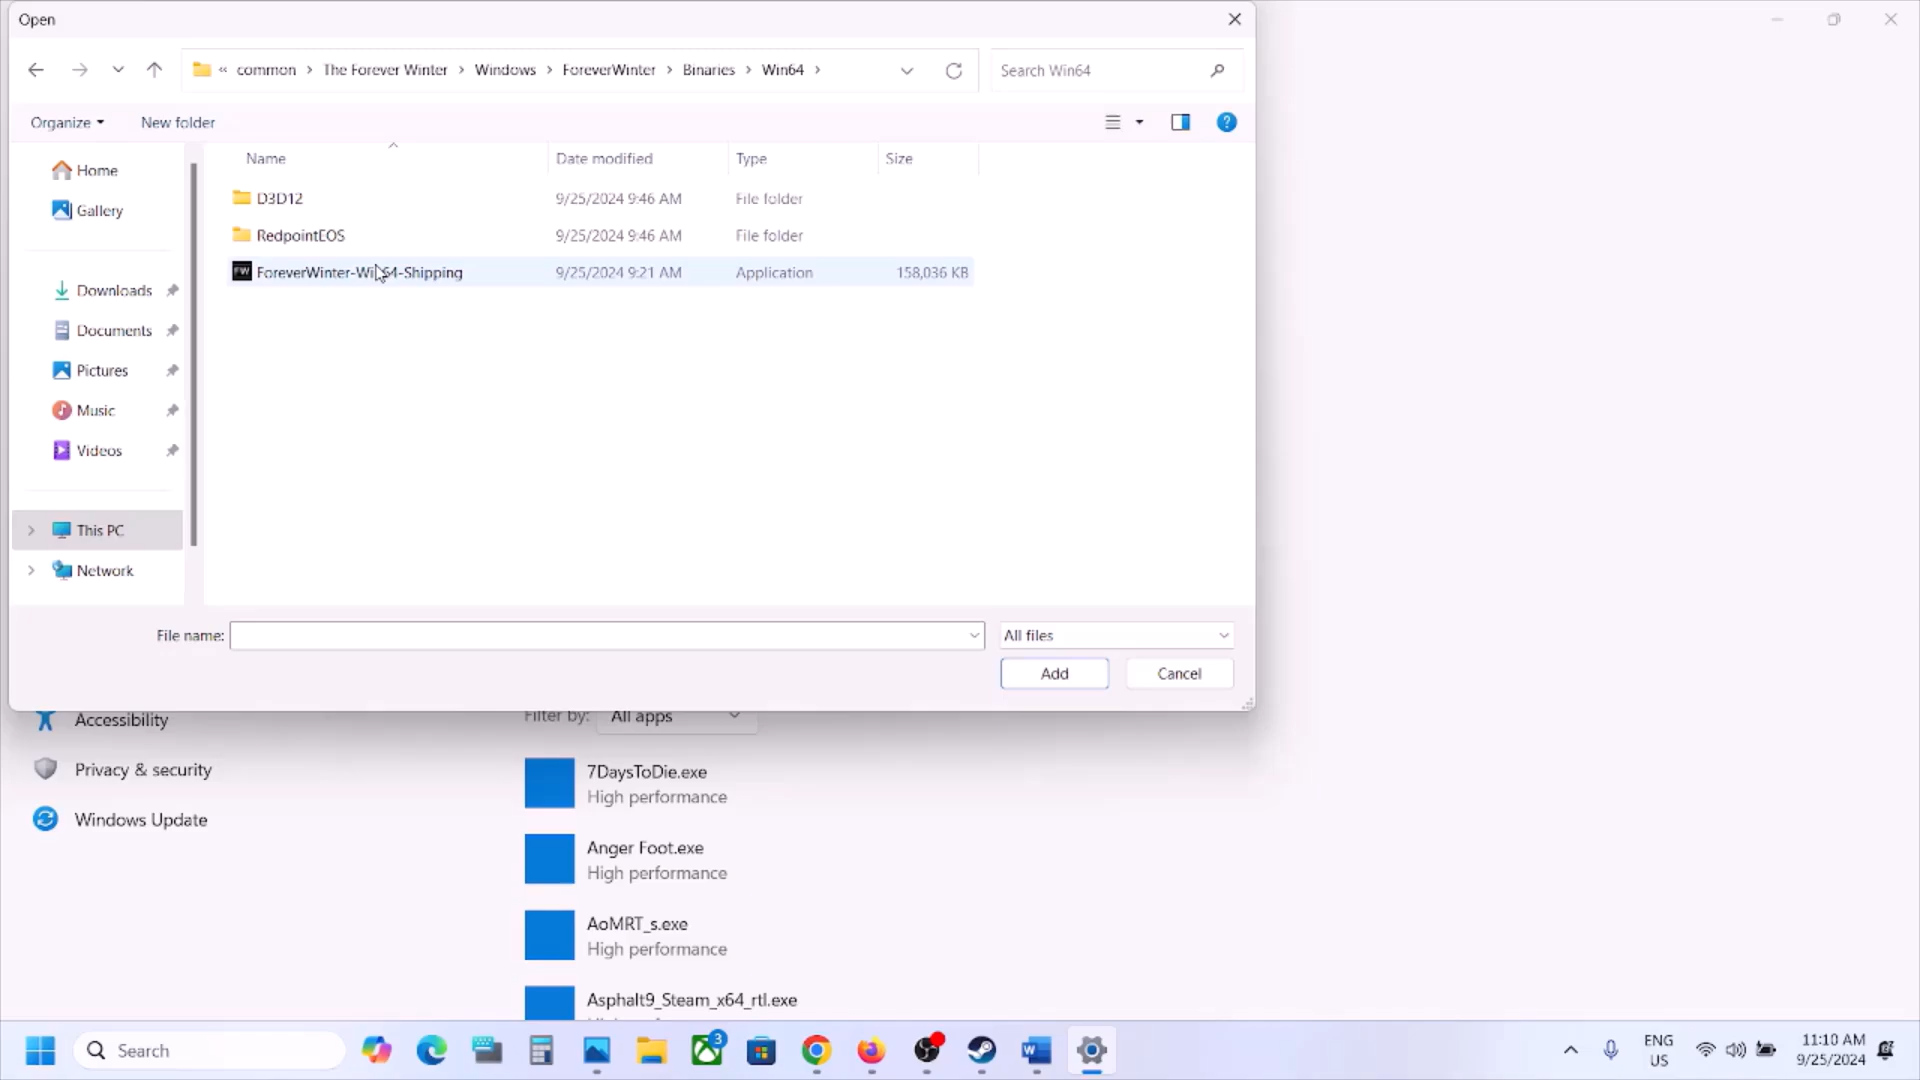 Open
« common > The Forever Winter > Windows > ForeverWinter > Binaries > Win64 >
Search Win64
Organize
New folder
Name
Date modified
Type
Size
D3D12
9/25/2024 9:46 AM
File folder
RedpointEOS
9/25/2024 9:46 AM
File folder
FW
ForeverWinter-Win64-Shipping
9/25/2024 9:21 AM
Application
158,036 KB
Home
Gallery
Downloads
Documents
Pictures
Music
Videos
This PC
Network
File name:
All files
Add
Cancel
Accessibility
Privacy & security
Windows Update
Filter by:
All apps
7DaysToDie.exe
High performance
Anger Foot.exe
High performance
AoMRT_s.exe
High performance
Asphalt9_Steam_x64_rtl.exe
Search
3
ENG
US
11:10 AM
9/25/2024